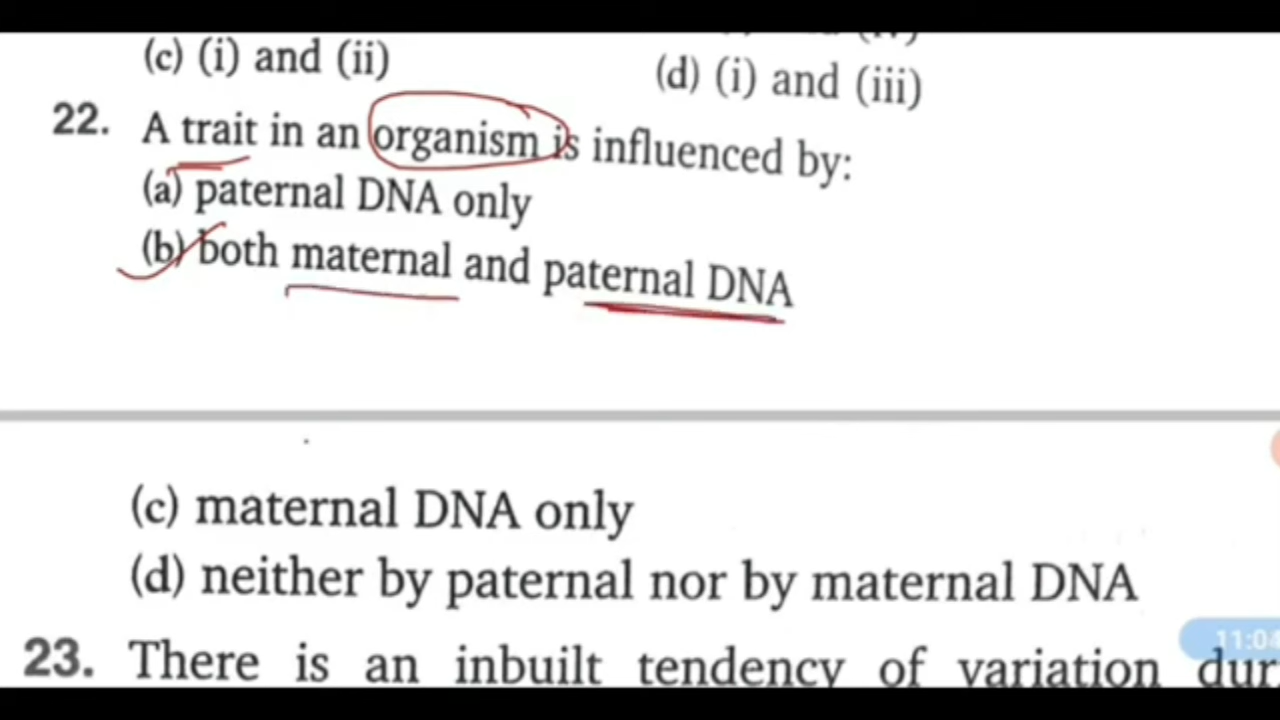 (c) (i) and (ii)
(d) (i) and (iii)
22. A trait in an organism is influenced by:
(a) paternal DNA only
(b) both maternal and paternal DNA
(c) maternal DNA only
(d) neither by paternal nor by maternal DNA
11:04
23. There is an inbuilt tendency of variation